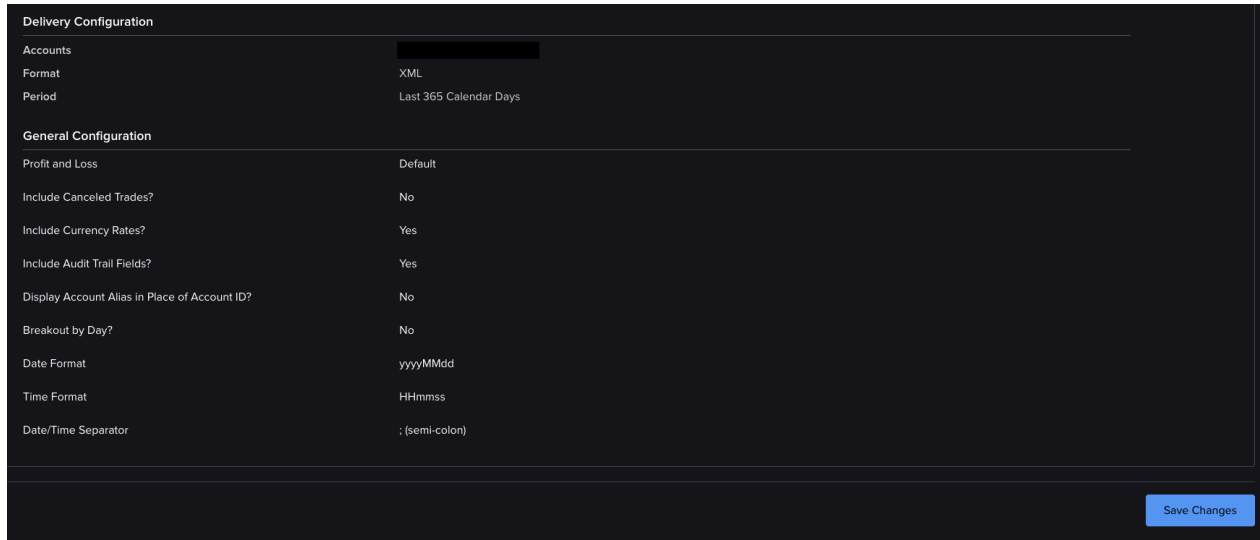 Delivery Configuration
Accounts
Format XML
Period Last 365 Calendar Days
General Configuration
Profit and Loss Default
Include Canceled Trades? No
Include Currency Rates? Yes
Include Audit Trail Fields? Yes
Display Account Alias in Place of Account ID? No
Breakout by Day? No
Date Format yyyyMMdd
Time Format HHmmss
Date/Time Separator ; (semi-colon)
Save Changes